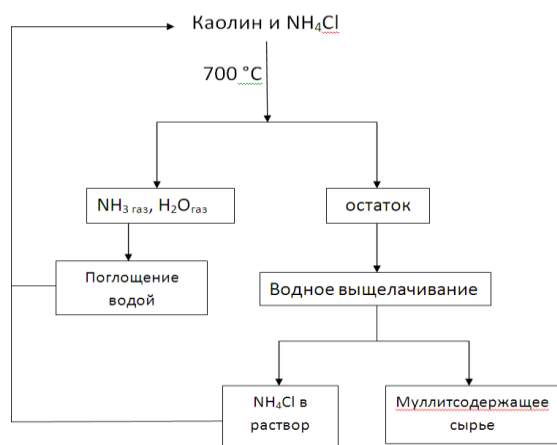 Каолин и NH₄Cl
700 °C
NH₃ газ, H₂Oгаз
остаток
Поглощение
водой
Водное выщелачивание
NH₄Cl в
раствор
Муллитсодержащее
сырье